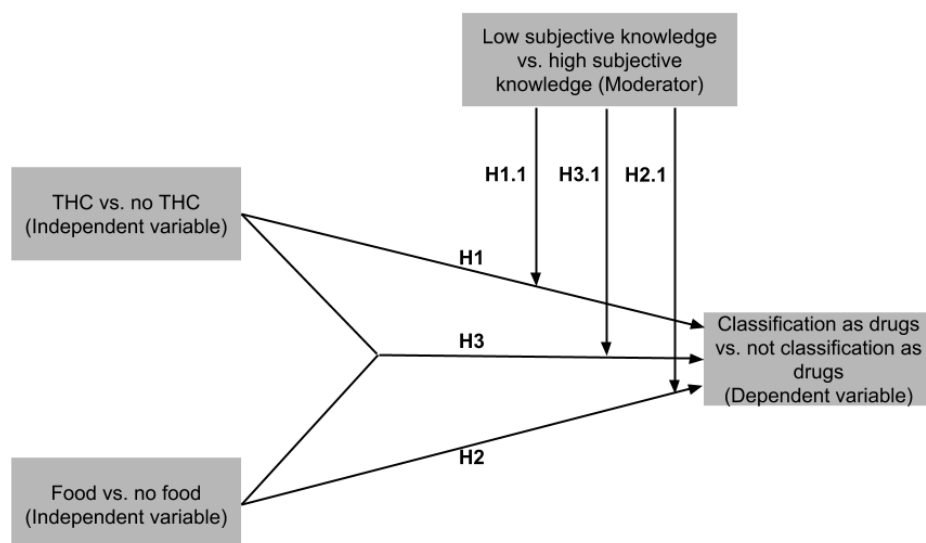 Low subjective knowledge
vs. high subjective
knowledge (Moderator)
H1.1
H3.1
H2.1
THC vs. no THC
(Independent variable)
H1
H3
H2
Classification as drugs
vs. not classification as
drugs
(Dependent variable)
Food vs. no food
(Independent variable)